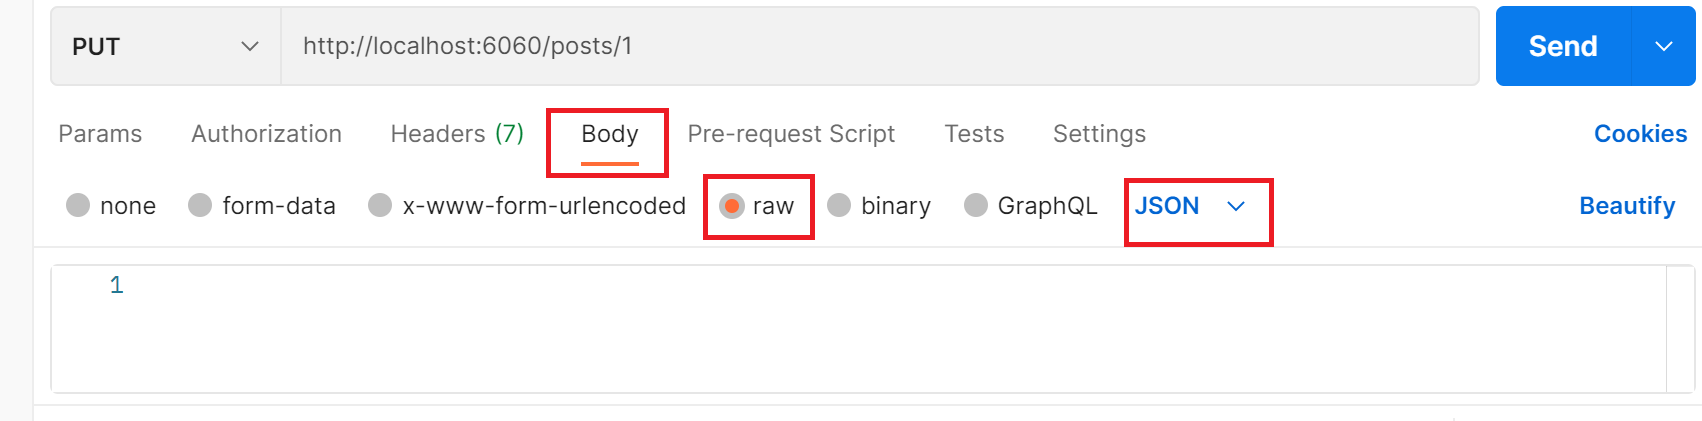 PUT http://localhost:6060/posts/1 Send
Params Authorization Headers (7) Body Pre-request Script Tests Settings Cookies
none form-data x-www-form-urlencoded raw binary GraphQL JSON Beautify
1